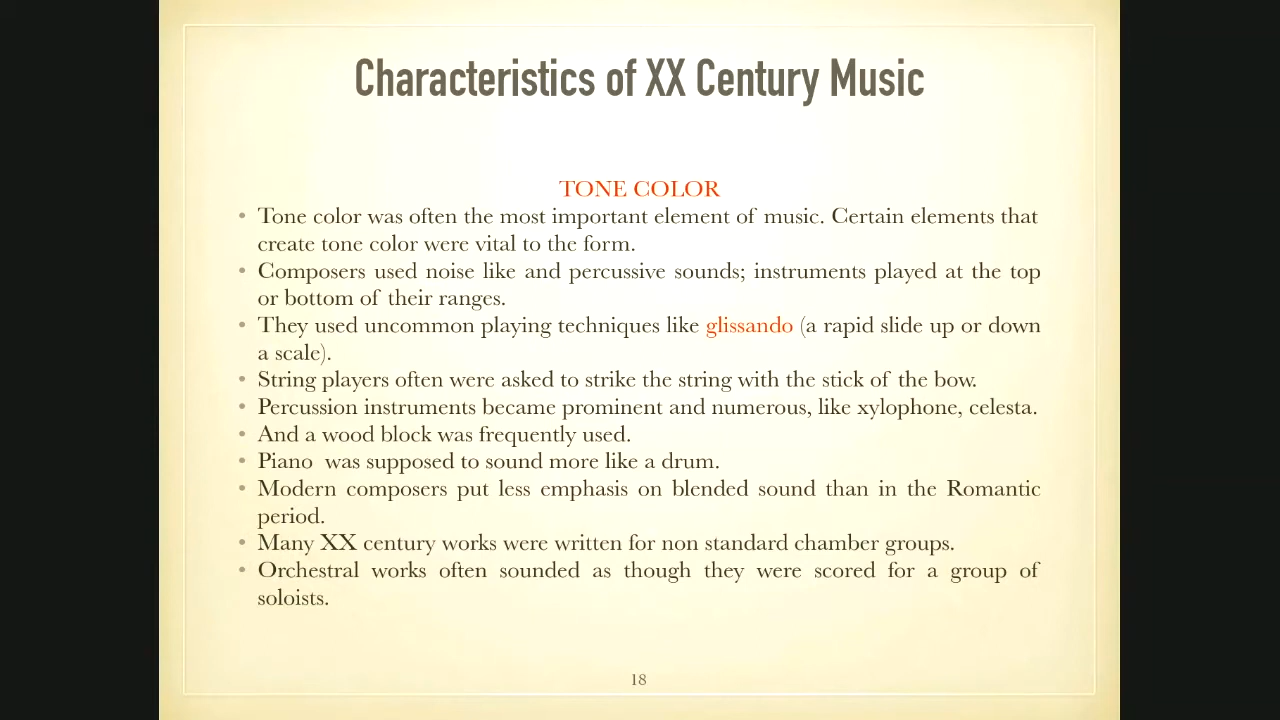 Characteristics of XX Century Music
TONE COLOR
• Tone color was often the most important element of music. Certain elements that
create tone color were vital to the form.
• Composers used noise like and percussive sounds; instruments played at the top
or bottom of their ranges.
• They used uncommon playing techniques like glissando (a rapid slide up or down
a scale).
• String players often were asked to strike the string with the stick of the bow.
• Percussion instruments became prominent and numerous, like xylophone, celesta.
• And a wood block was frequently used.
• Piano  was supposed to sound more like a drum.
• Modern composers put less emphasis on blended sound than in the Romantic
period.
• Many XX century works were written for non standard chamber groups.
• Orchestral works often sounded as though they were scored for a group of
soloists.
18